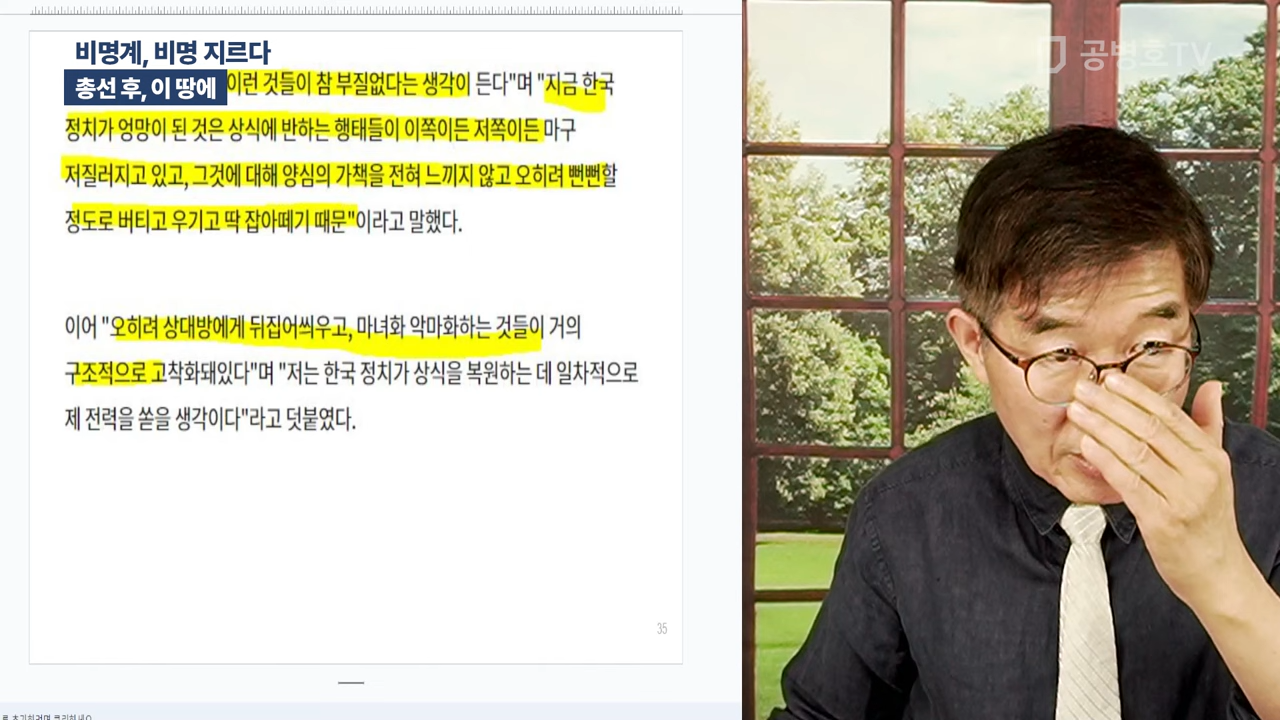 비명계, 비명 지르다
총선 후, 이 땅에
이런 것들이 참 부질없다는 생각이 든다"며 "지금 한국
정치가 엉망이 된 것은 상식에 반하는 행태들이 이쪽이든 저쪽이든 마구
저질러지고 있고, 그것에 대해 양심의 가책을 전혀 느끼지 않고 오히려 뻔뻔할
정도로 버티고 우기고 딱 잡아떼기 때문"이라고 말했다.
이어 "오히려 상대방에게 뒤집어씌우고, 마녀화 악마화하는 것들이 거의
구조적으로 고착화돼있다"며 "저는 한국 정치가 상식을 복원하는 데 일차적으로
제 전력을 쏟을 생각이다"라고 덧붙였다.
35
공병호TV